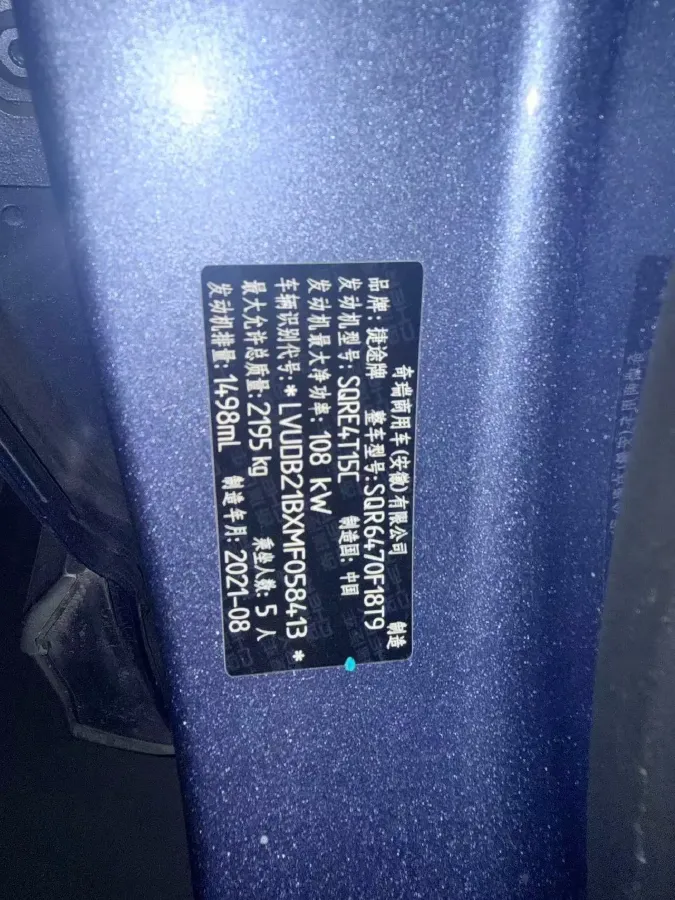 奇瑞商用车(安徽)有限公司 制造
品牌: 捷途牌 整车型号: SQR6470F18T9
发动机型号: SQRE4T15C 制造国: 中国
发动机最大净功率: 108 kW
车辆识别代号: *LVUDB21BXMF058413*
最大允许总质量: 2195 kg 乘坐人数: 5 人
发动机排量: 1498mL 制造年月: 2021-08